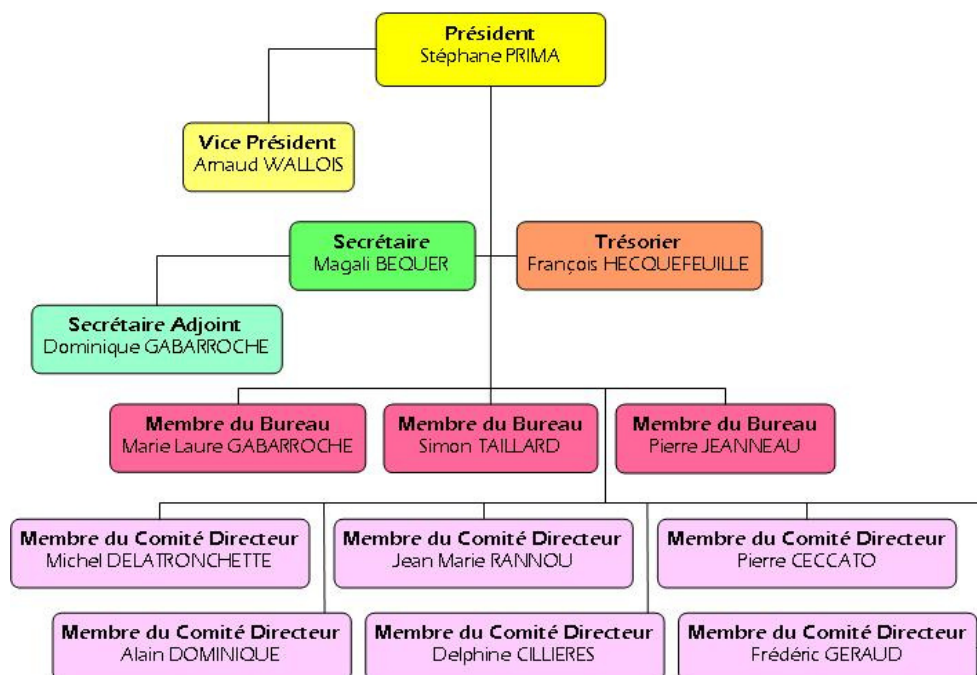 Président
Stéphane PRIMA
Vice Président
Arnaud WALLOIS
Secrétaire
Magali BEQUER
Trésorier
François HECQUEFEUILLE
Secrétaire Adjoint
Dominique GABARROCHE
Membre du Bureau
Marie Laure GABARROCHE
Membre du Bureau
Simon TAILLARD
Membre du Bureau
Pierre JEANNEAU
Membre du Comité Directeur
Michel DELATRONCHETTE
Membre du Comité Directeur
Jean Marie RANNOU
Membre du Comité Directeur
Pierre CECCATO
Membre du Comité Directeur
Alain DOMINIQUE
Membre du Comité Directeur
Delphine CILLIERES
Membre du Comité Directeur
Frédéric GERAUD